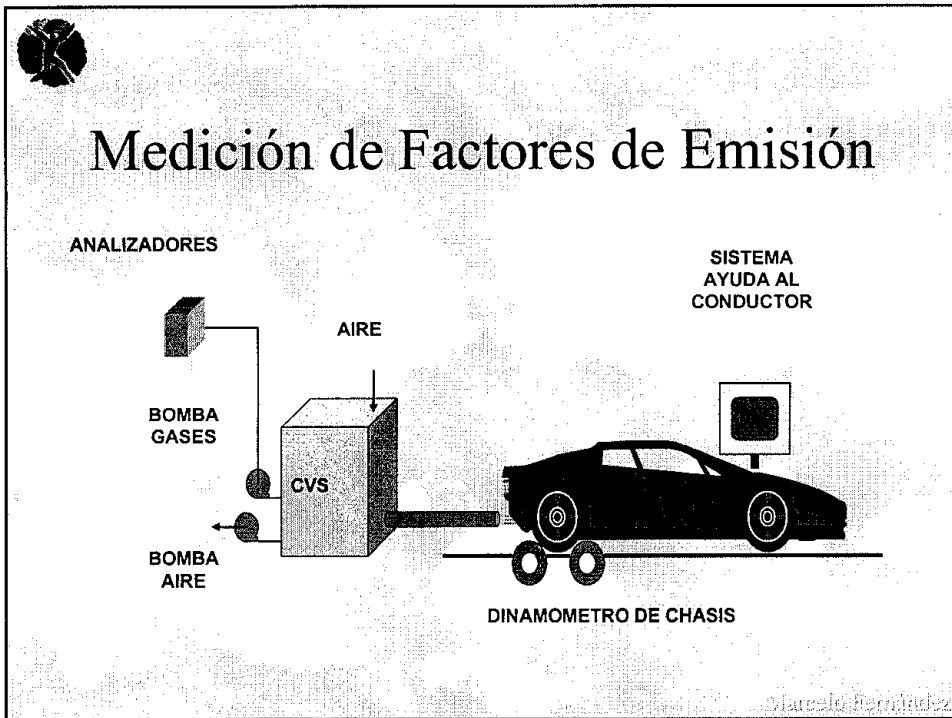 Medición de Factores de Emisión
ANALIZADORES
SISTEMA
AYUDA AL
CONDUCTOR
AIRE
BOMBA
GASES
CVS
BOMBA
AIRE
DINAMOMETRO DE CHASIS